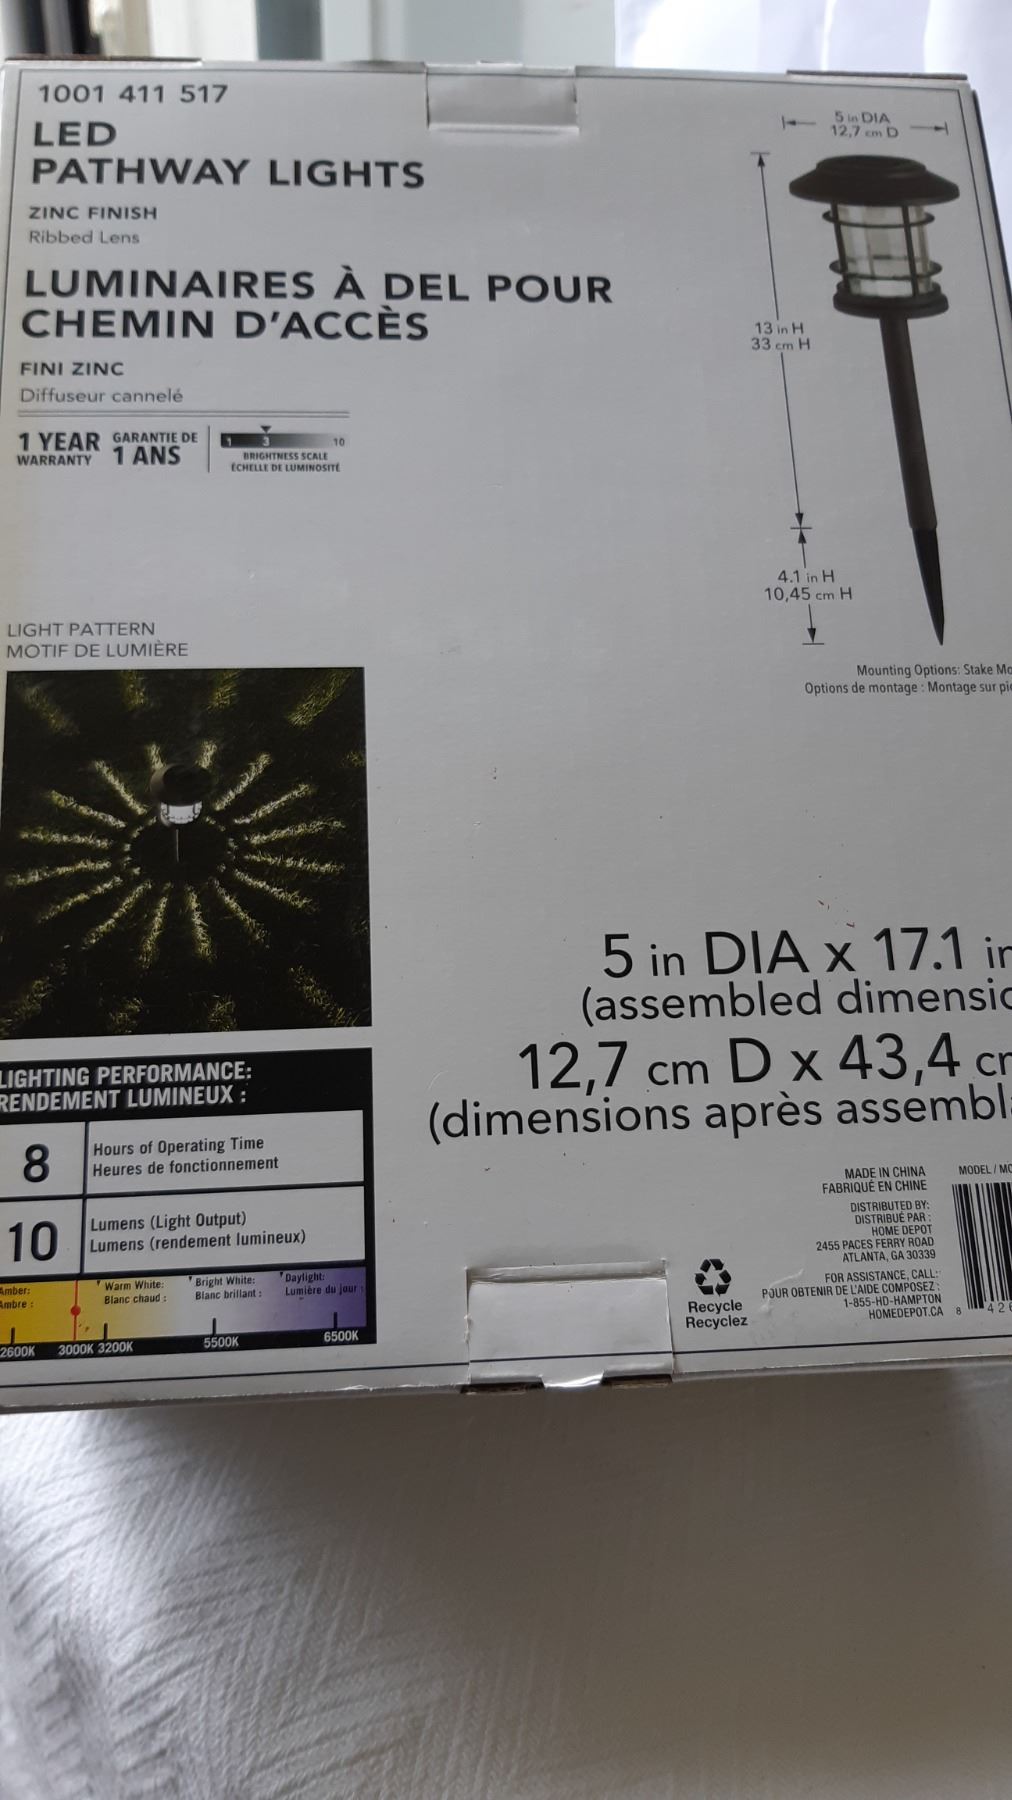 1001 411 517
LED
PATHWAY LIGHTS
ZINC FINISH
Ribbed Lens
LUMINAIRES À DEL POUR
CHEMIN D'ACCÈS
FINI ZINC
Diffuseur cannelé
1 YEAR
WARRANTY
GARANTIE DE
1 ANS
1 3 10
BRIGHTNESS SCALE
ÉCHELLE DE LUMINOSITÉ
5 in DIA
12,7 cm D
13 in H
33 cm H
4.1 in H
10,45 cm H
Mounting Options: Stake
Options de montage : Montage sur
LIGHT PATTERN
MOTIF DE LUMIÈRE
5 in DIA x 17.1 in
(assembled
12,7 cm D x 43,4
(dimensions après
LIGHTING PERFORMANCE:
RENDEMENT LUMINEUX :
8
Hours of Operating Time
Heures de fonctionnement
10
Lumens (Light Output)
Lumens (rendement lumineux)
Amber:
Ambre :
Warm White:
Blanc chaud :
Bright White:
Blanc brillant :
Daylight:
Lumière du jour :
2600K 3000K 3200K 5500K 6500K
Recycle
Recyclez
MADE IN CHINA
FABRIQUÉ EN CHINE
DISTRIBUTED BY:
DISTRIBUÉ PAR :
HOME DEPOT
2455 PACES FERRY ROAD
ATLANTA, GA 30339
FOR ASSISTANCE, CALL:
POUR OBTENIR DE L'AIDE COMPOSEZ :
1-855-HD-HAMPTON
HOMEDEPOT.CA
MODEL /
8 42